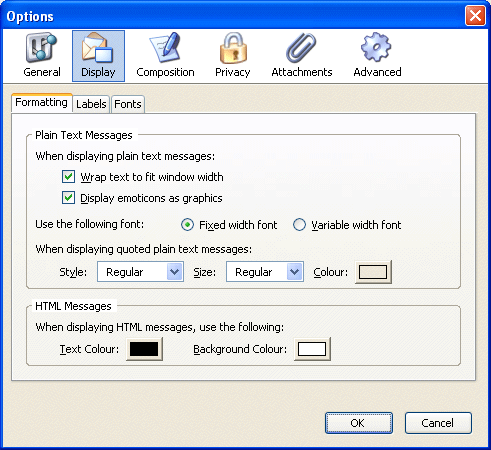 Options
General Display Composition Privacy Attachments Advanced
Formatting Labels Fonts
Plain Text Messages
When displaying plain text messages:
Wrap text to fit window width
Display emoticons as graphics
Use the following font: Fixed width font Variable width font
When displaying quoted plain text messages:
Style: Regular Size: Regular Colour:
HTML Messages
When displaying HTML messages, use the following:
Text Colour: Background Colour:
OK Cancel